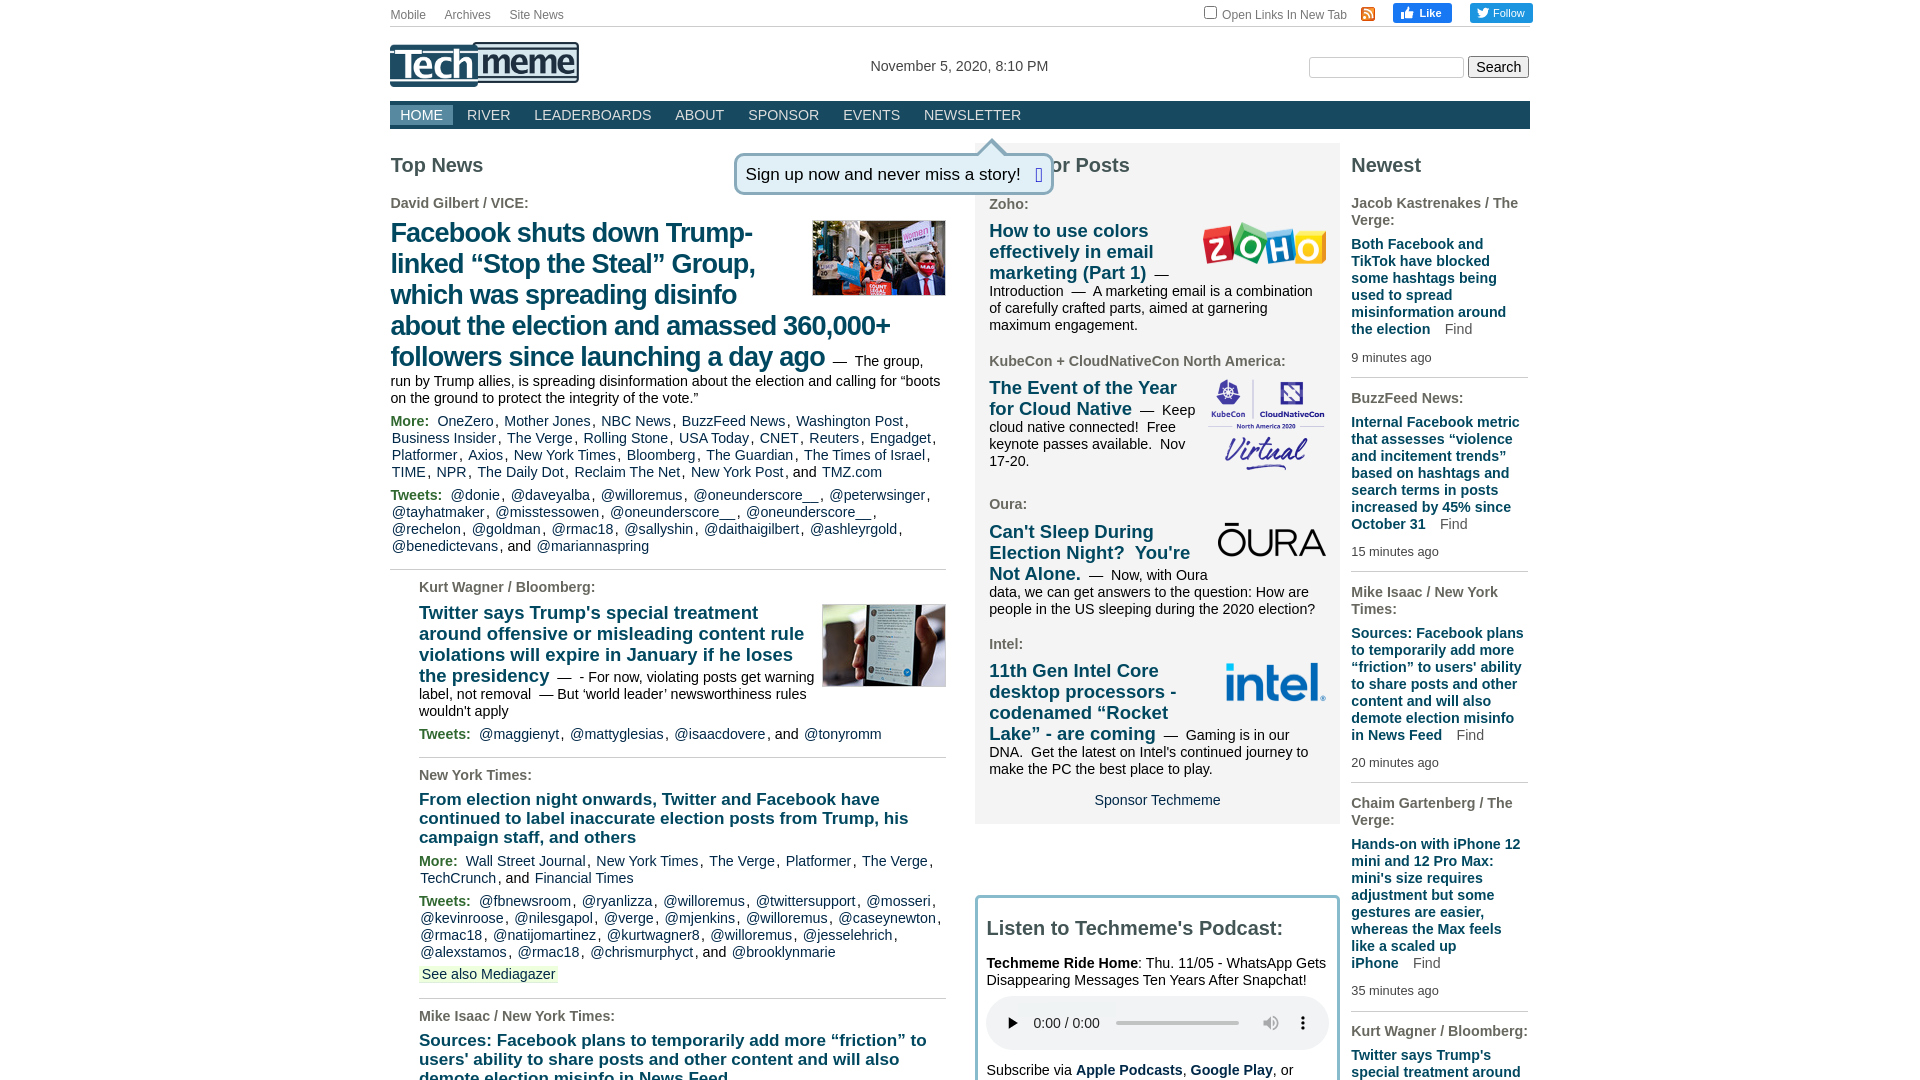 Mobile Archives Site News
Open Links In New Tab Like Follow
Techmeme
November 5, 2020, 8:10 PM
Search
HOME RIVER LEADERBOARDS ABOUT SPONSOR EVENTS NEWSLETTER
Sign up now and never miss a story!
Top News
David Gilbert / VICE:
Facebook shuts down Trump-
linked “Stop the Steal” Group,
which was spreading disinfo
about the election and amassed 360,000+
followers since launching a day ago — The group,
run by Trump allies, is spreading disinformation about the election and calling for “boots
on the ground to protect the integrity of the vote.”
More: OneZero, Mother Jones, NBC News, BuzzFeed News, Washington Post,
Business Insider, The Verge, Rolling Stone, USA Today, CNET, Reuters, Engadget,
Platformer, Axios, New York Times, Bloomberg, The Guardian, The Times of Israel,
TIME, NPR, The Daily Dot, Reclaim The Net, New York Post, and TMZ.com
Tweets: @donie, @daveyalba, @willoremus, @oneunderscore__, @peterwsinger,
@tayhatmaker, @misstessowen, @oneunderscore__, @oneunderscore__,
@rechelon, @goldman, @rmac18, @sallyshin, @daithaigilbert, @ashleyrgold,
@benedictevans, and @mariannaspring
Kurt Wagner / Bloomberg:
Twitter says Trump's special treatment
around offensive or misleading content rule
violations will expire in January if he loses
the presidency — - For now, violating posts get warning
label, not removal — But ‘world leader’ newsworthiness rules
wouldn't apply
Tweets: @maggienyt, @mattyglesias, @isaacdovere, and @tonyromm
New York Times:
From election night onwards, Twitter and Facebook have
continued to label inaccurate election posts from Trump, his
campaign staff, and others
More: Wall Street Journal, New York Times, The Verge, Platformer, The Verge,
TechCrunch, and Financial Times
Tweets: @fbnewsroom, @ryanlizza, @willoremus, @twittersupport, @mosseri,
@kevinroose, @nilesgapol, @verge, @mjenkins, @willoremus, @caseynewton,
@rmac18, @natijomartinez, @kurtwagner8, @willoremus, @jesselehrich,
@alexstamos, @rmac18, @chrismurphyct, and @brooklynmarie
See also Mediagazer
Mike Isaac / New York Times:
Sources: Facebook plans to temporarily add more “friction” to
users' ability to share posts and other content and will also
demote election misinfo in News Feed
or Posts
Zoho:
ZOHO
How to use colors
effectively in email
marketing (Part 1) —
Introduction — A marketing email is a combination
of carefully crafted parts, aimed at garnering
maximum engagement.
KubeCon + CloudNativeCon North America:
KubeCon CloudNativeCon
North America 2020
Virtual
The Event of the Year
for Cloud Native — Keep
cloud native connected! Free
keynote passes available. Nov
17-20.
Oura:
ŌURA
Can't Sleep During
Election Night? You're
Not Alone. — Now, with Oura
data, we can get answers to the question: How are
people in the US sleeping during the 2020 election?
Intel:
intel
11th Gen Intel Core
desktop processors -
codenamed “Rocket
Lake” - are coming — Gaming is in our
DNA. Get the latest on Intel's continued journey to
make the PC the best place to play.
Sponsor Techmeme
Listen to Techmeme's Podcast:
Techmeme Ride Home: Thu. 11/05 - WhatsApp Gets
Disappearing Messages Ten Years After Snapchat!
0:00 / 0:00
Subscribe via Apple Podcasts, Google Play, or
Newest
Jacob Kastrenakes / The
Verge:
Both Facebook and
TikTok have blocked
some hashtags being
used to spread
misinformation around
the election Find
9 minutes ago
BuzzFeed News:
Internal Facebook metric
that assesses “violence
and incitement trends”
based on hashtags and
search terms in posts
increased by 45% since
October 31 Find
15 minutes ago
Mike Isaac / New York
Times:
Sources: Facebook plans
to temporarily add more
“friction” to users' ability
to share posts and other
content and will also
demote election misinfo
in News Feed Find
20 minutes ago
Chaim Gartenberg / The
Verge:
Hands-on with iPhone 12
mini and 12 Pro Max:
mini's size requires
adjustment but some
gestures are easier,
whereas the Max feels
like a scaled up
iPhone Find
35 minutes ago
Kurt Wagner / Bloomberg:
Twitter says Trump's
special treatment around